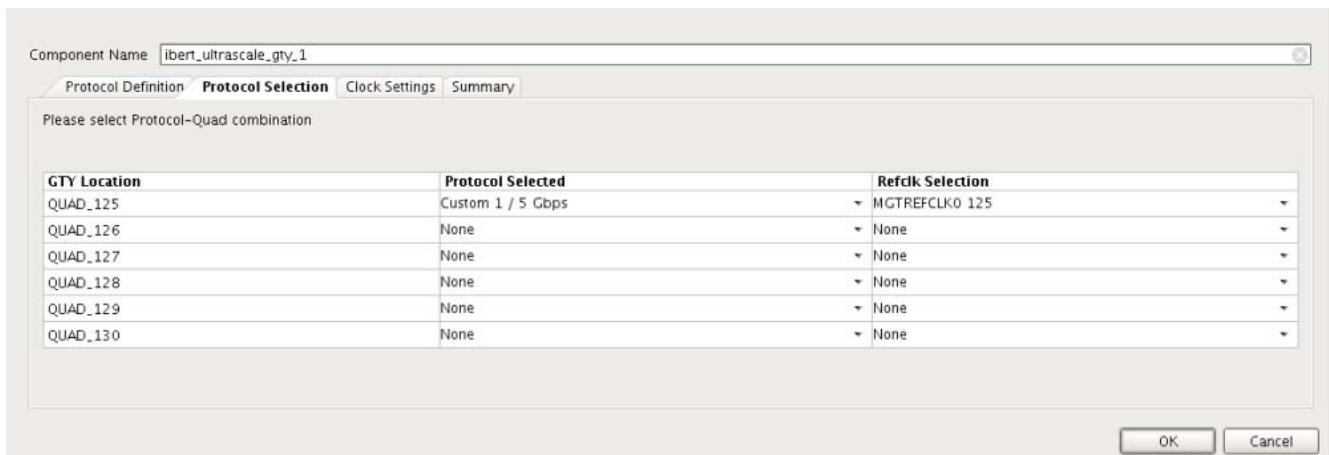 Component Name ibert_ultrascale_gty_1
Protocol Definition Protocol Selection Clock Settings Summary
Please select Protocol-Quad combination
GTY Location Protocol Selected Refclk Selection
QUAD_125 Custom 1 / 5 Gbps MGTREFCLK0 125
QUAD_126 None None
QUAD_127 None None
QUAD_128 None None
QUAD_129 None None
QUAD_130 None None
OK Cancel